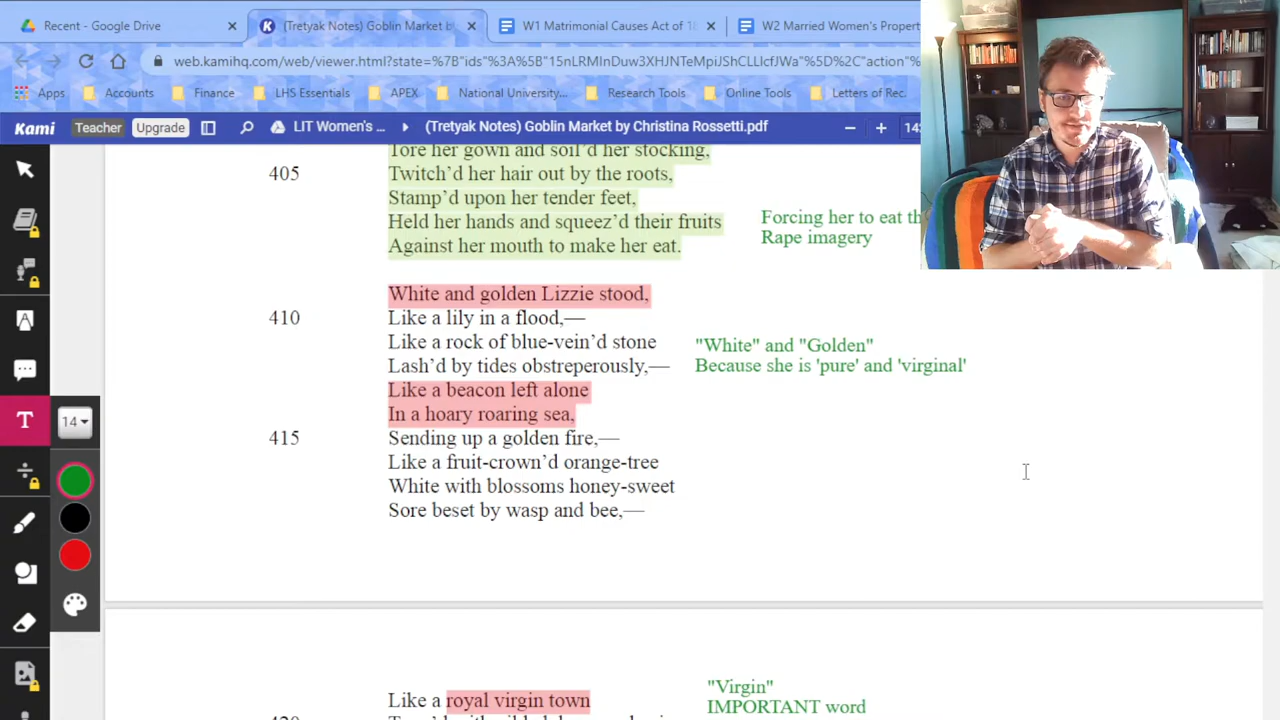 Recent - Google Drive
(Tretyak Notes) Goblin Market by
W1 Matrimonial Causes Act of 18
W2 Married Women's Property
web.kamihq.com/web/viewer.html?state=%7B"ids"%3A%5B"15nLRMInDuw3XHJNTeMpiJShCLLIcfJWa"%5D%2C"action"%
Apps
Accounts
Finance
LHS Essentials
APEX
National University...
Research Tools
Online Tools
Letters of Rec.
Kami
Teacher
Upgrade
LIT Women's ...
(Tretyak Notes) Goblin Market by Christina Rossetti.pdf
Tore her gown and soil'd her stocking,
405 Twitch'd her hair out by the roots,
Stamp'd upon her tender feet,
Held her hands and squeez'd their fruits
Against her mouth to make her eat.
Forcing her to eat th
Rape imagery
White and golden Lizzie stood,
410 Like a lily in a flood,—
Like a rock of blue-vein'd stone
Lash'd by tides obstreperously,—
"White" and "Golden"
Because she is 'pure' and 'virginal'
Like a beacon left alone
In a hoary roaring sea,
415 Sending up a golden fire,—
Like a fruit-crown'd orange-tree
White with blossoms honey-sweet
Sore beset by wasp and bee,—
Like a royal virgin town
"Virgin"
IMPORTANT word
T
14